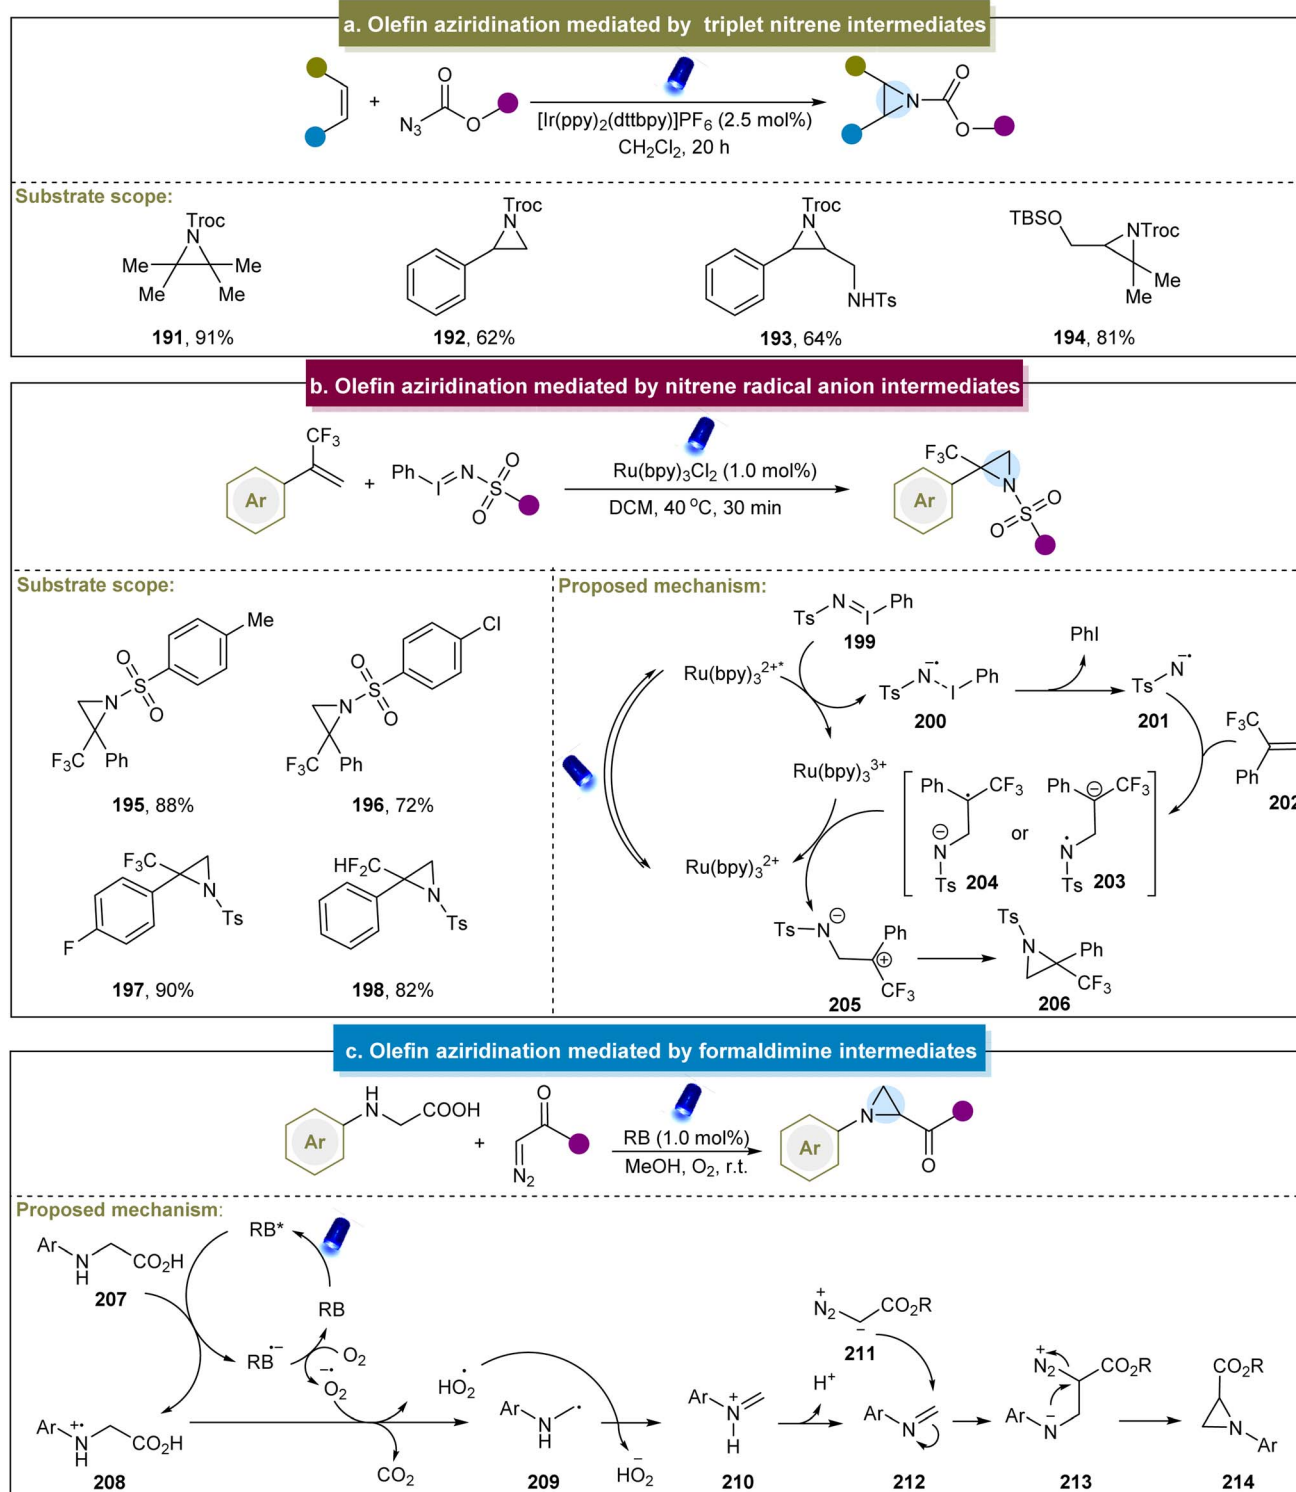 a. Olefin aziridination mediated by triplet nitrene intermediates
+
N3
O
O
[Ir(ppy)2(dttbpy)]PF6 (2.5 mol%)
CH2Cl2, 20 h
N
O
O
Substrate scope:
Troc
N
Me
Me
Me
Me
191, 91%
Troc
N
192, 62%
Troc
N
NHTs
193, 64%
TBSO
NTroc
Me
Me
194, 81%
b. Olefin aziridination mediated by nitrene radical anion intermediates
CF3
Ar
+
Ph
I
N
S
O
O
Ru(bpy)3Cl2 (1.0 mol%)
DCM, 40 oC, 30 min
F3C
Ar
N
S
O
O
Substrate scope:
Me
O
S
O
N
F3C
Ph
195, 88%
Cl
O
S
O
N
F3C
Ph
196, 72%
F3C
N
Ts
F
197, 90%
HF2C
N
Ts
198, 82%
Proposed mechanism:
Ts
N
I
Ph
199
Ru(bpy)3 2+*
Ts
N −•
I
Ph
200
PhI
Ts
N −•
201
F3C
Ph
202
Ru(bpy)3 3+
Ph
CF3
N
Ts
204
or
Ph
CF3
N
Ts
203
Ru(bpy)3 2+
Ts
N
Ph
CF3
205
Ts
N
Ph
CF3
206
c. Olefin aziridination mediated by formaldimine intermediates
H
N
COOH
Ar
+
O
N2
RB (1.0 mol%)
MeOH, O2, r.t.
Ar
N
O
Proposed mechanism:
Ar
N
H
CO2H
207
RB*
RB
RB •−
O2
−•
O2
Ar
+•
N
H
CO2H
208
CO2
HO2 •
Ar
N
H
•
209
− HO2
Ar
+
N
H
210
H+
+
N2
CO2R
−
211
Ar
N
212
+
N2
CO2R
Ar
N
−
213
CO2R
N
Ar
214